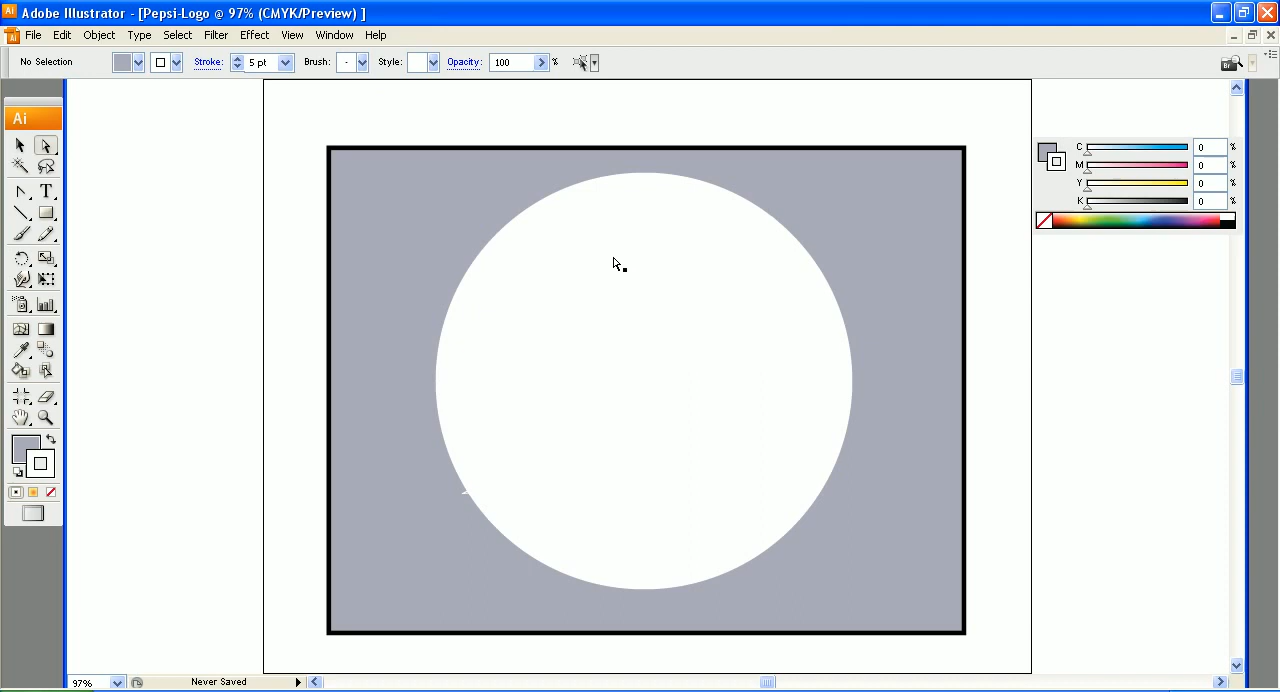 Adobe Illustrator - [Pepsi-Logo @ 97% (CMYK/Preview) ]
File Edit Object Type Select Filter Effect View Window Help
No Selection Stroke: 5 pt Brush: - Style: Opacity: 100 %
Br
Ai
T
C 0 %
M 0 %
Y 0 %
K 0 %
97% Never Saved